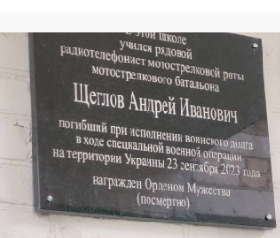 В этой школе
учился рядовой
радиотелефонист мотострелковой роты
мотострелкового батальона
Щеглов Андрей Иванович
погибший при исполнении воинского долга
в ходе специальной военной операции
на территории Украины 23 сентября 2023 года
награжден Орденом Мужества
(посмертно)